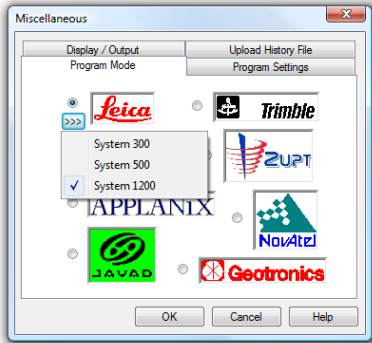 Miscellaneous
Display / Output
Upload History File
Program Mode
Program Settings
Leica
Trimble
>>>
System 300
System 500
System 1200
ZUPT
APPLANIX
NovAtel
JAVAD
Geotronics
OK
Cancel
Help